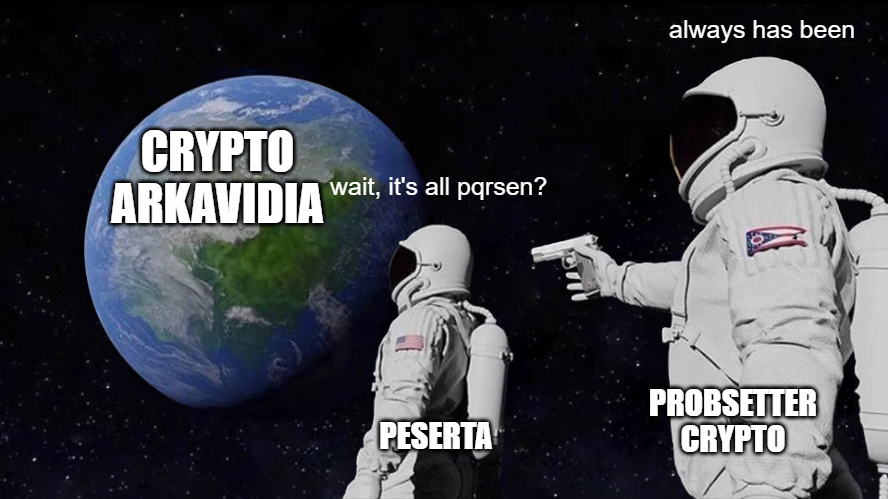 always has been
CRYPTO
ARKAVIDIA
wait, it's all pqrsen?
PESERTA
PROBSETTER
CRYPTO